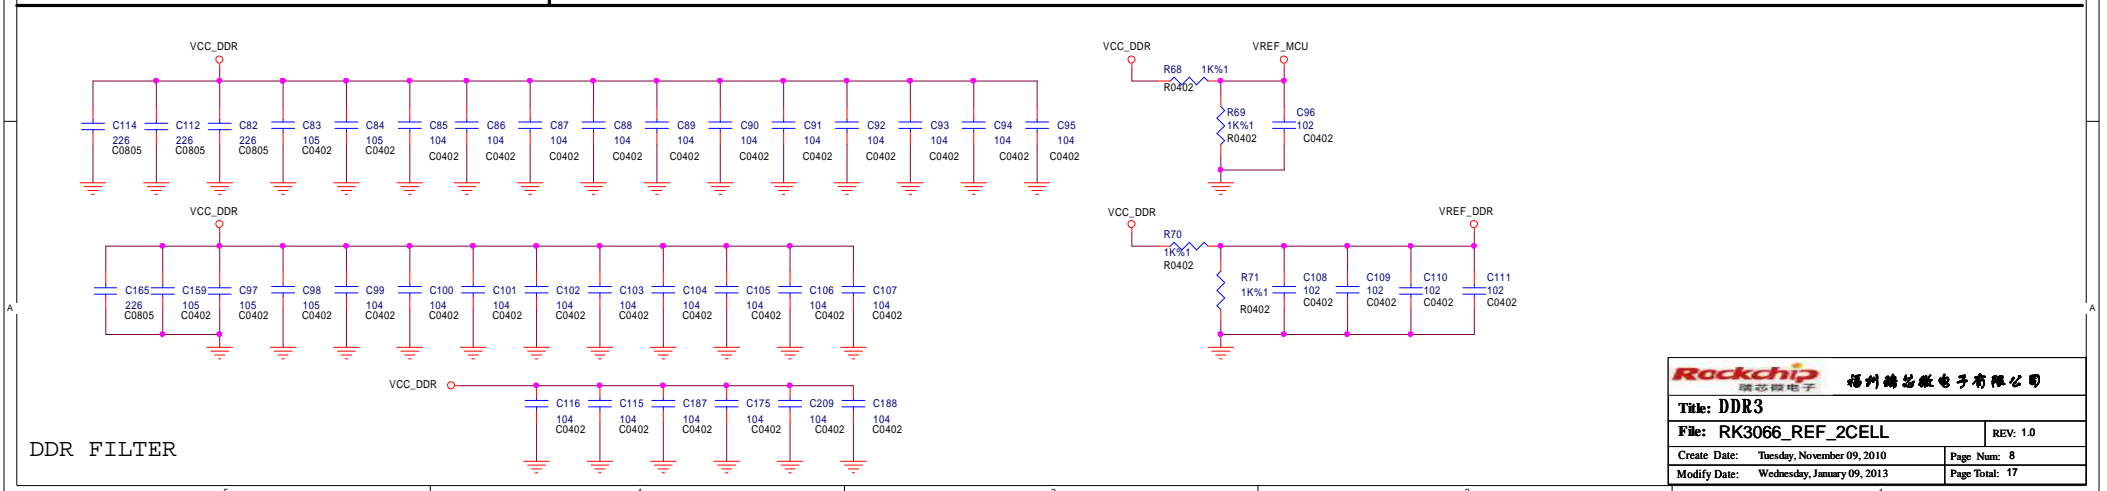 VCC_DDR
C114 C112 C82 C83 C84 C85 C86 C87 C88 C89 C90 C91 C92 C93 C94 C95
226 226 226 105 105 104 104 104 104 104 104 104 104 104 104 104
C0805 C0805 C0805 C0402 C0402 C0402 C0402 C0402 C0402 C0402 C0402 C0402 C0402 C0402 C0402 C0402
VCC_DDR VREF_MCU
R68 1K%1
R0402
R69 C96
1K%1 102
R0402 C0402
VCC_DDR
C165 C159 C97 C98 C99 C100 C101 C102 C103 C104 C105 C106 C107
226 105 105 105 104 104 104 104 104 104 104 104 104
C0805 C0402 C0402 C0402 C0402 C0402 C0402 C0402 C0402 C0402 C0402 C0402 C0402
VCC_DDR VREF_DDR
R70
1K%1
R0402
R71 C108 C109 C110 C111
1K%1 102 102 102 102
R0402 C0402 C0402 C0402 C0402
VCC_DDR
C116 C115 C187 C175 C209 C188
104 104 104 104 104 104
C0402 C0402 C0402 C0402 C0402 C0402
DDR FILTER
A A
Rockchip
瑞芯微电子
福州瑞芯微电子有限公司
Title: DDR3
File: RK3066_REF_2CELL REV: 1.0
Create Date: Tuesday, November 09, 2010 Page Num: 8
Modify Date: Wednesday, January 09, 2013 Page Total: 17